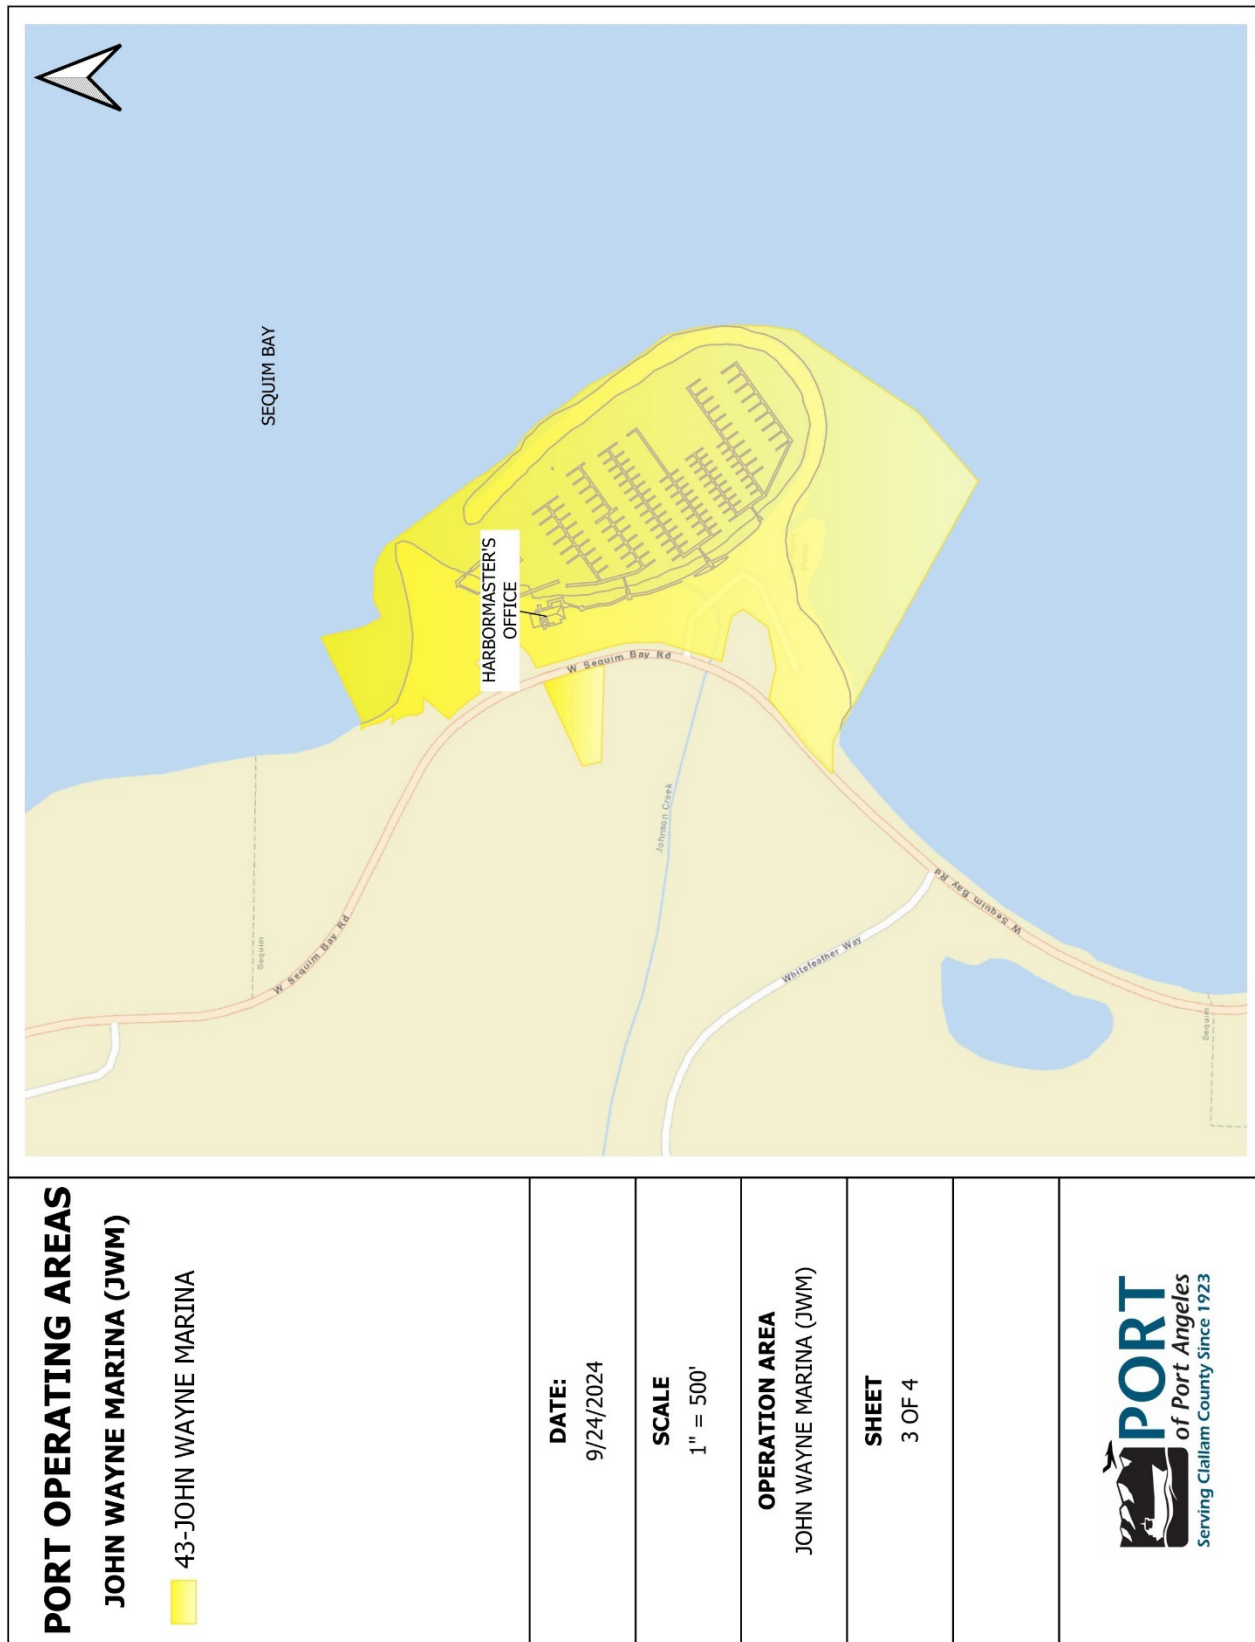 PORT OPERATING AREAS
JOHN WAYNE MARINA (JWM)
43-JOHN WAYNE MARINA
DATE:
9/24/2024
SCALE
1" = 500'
OPERATION AREA
JOHN WAYNE MARINA (JWM)
SHEET
3 OF 4
PORT
of Port Angeles
Serving Clallam County Since 1923
SEQUIM BAY
HARBORMASTER'S
OFFICE
W Sequim Bay Rd
W Sequim Bay Rd
W Sequim Bay Rd
Sequim
Johnson Creek
Whitefeather Way
Sequim